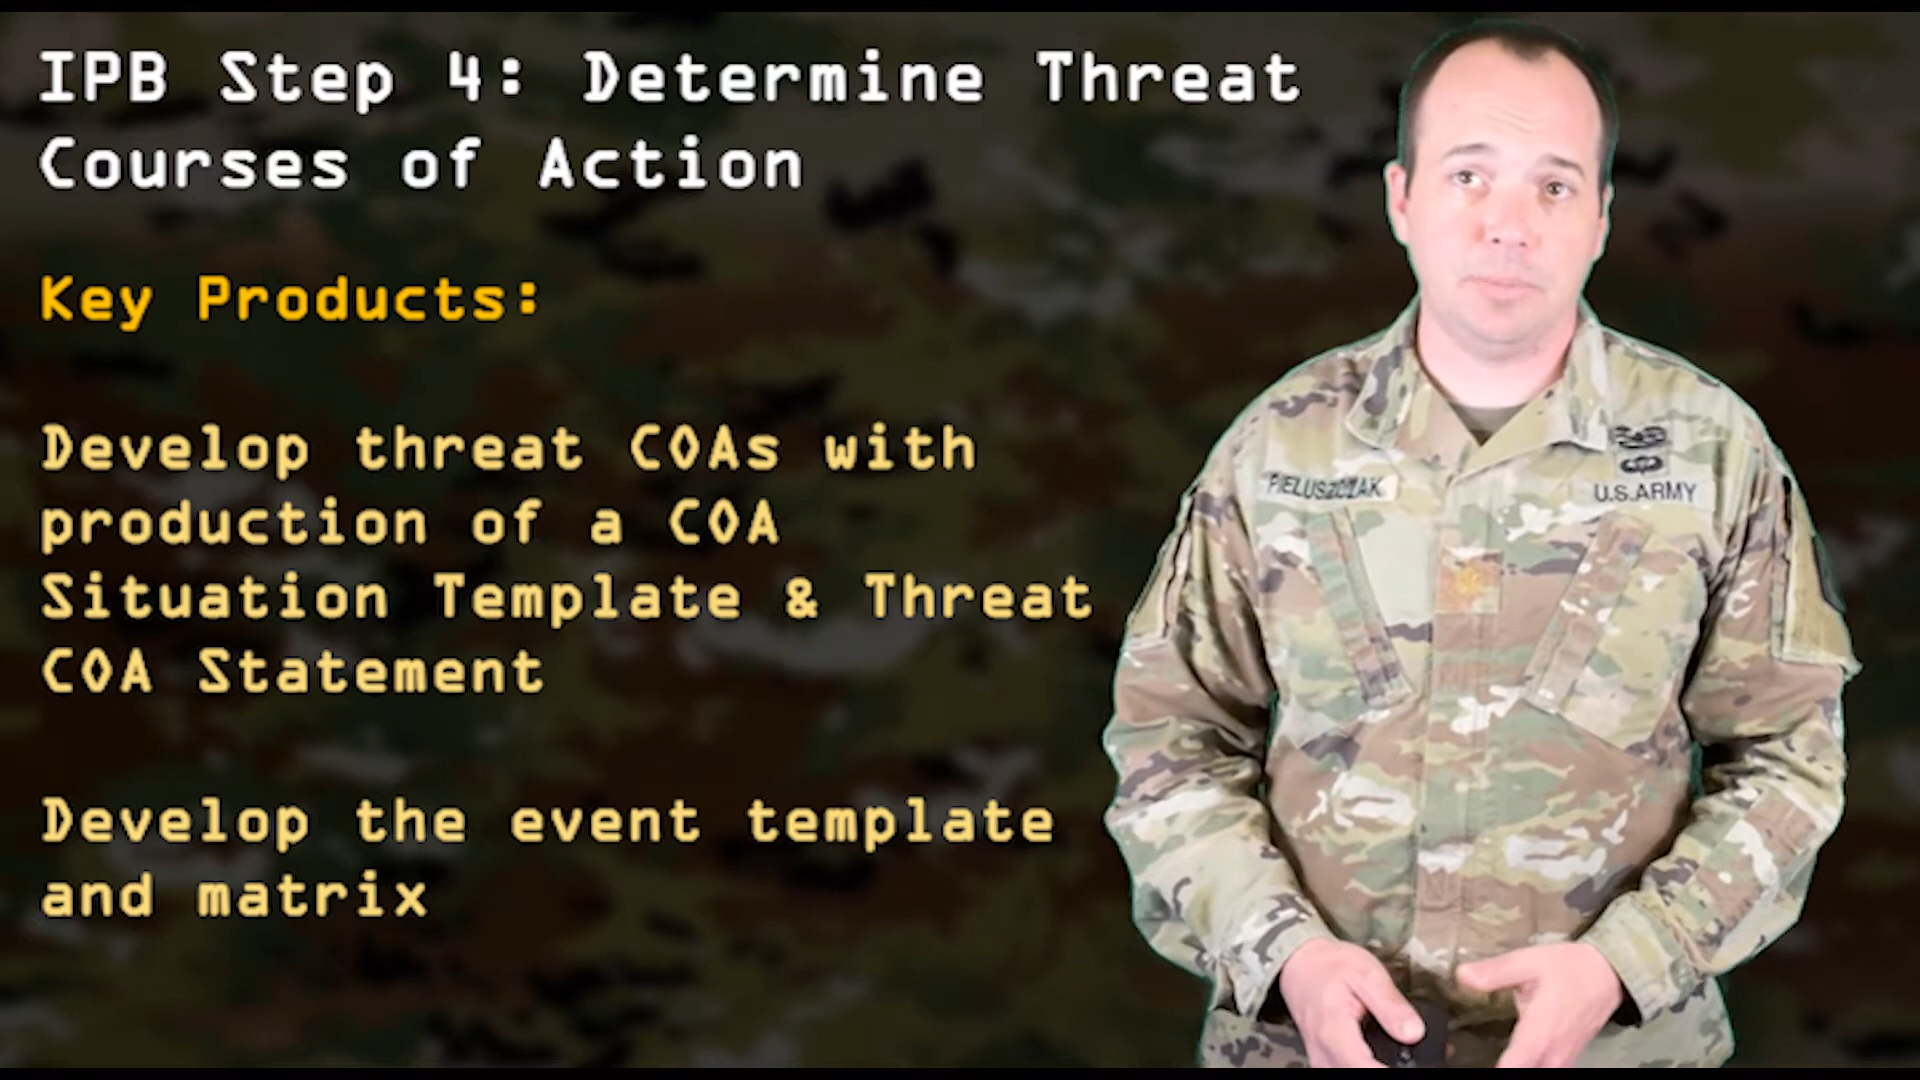 IPB Step 4: Determine Threat
Courses of Action
Key Products:
Develop threat COAs with
production of a COA
Situation Template & Threat
COA Statement
Develop the event template
and matrix
PIELUSZCZAK
U.S.ARMY